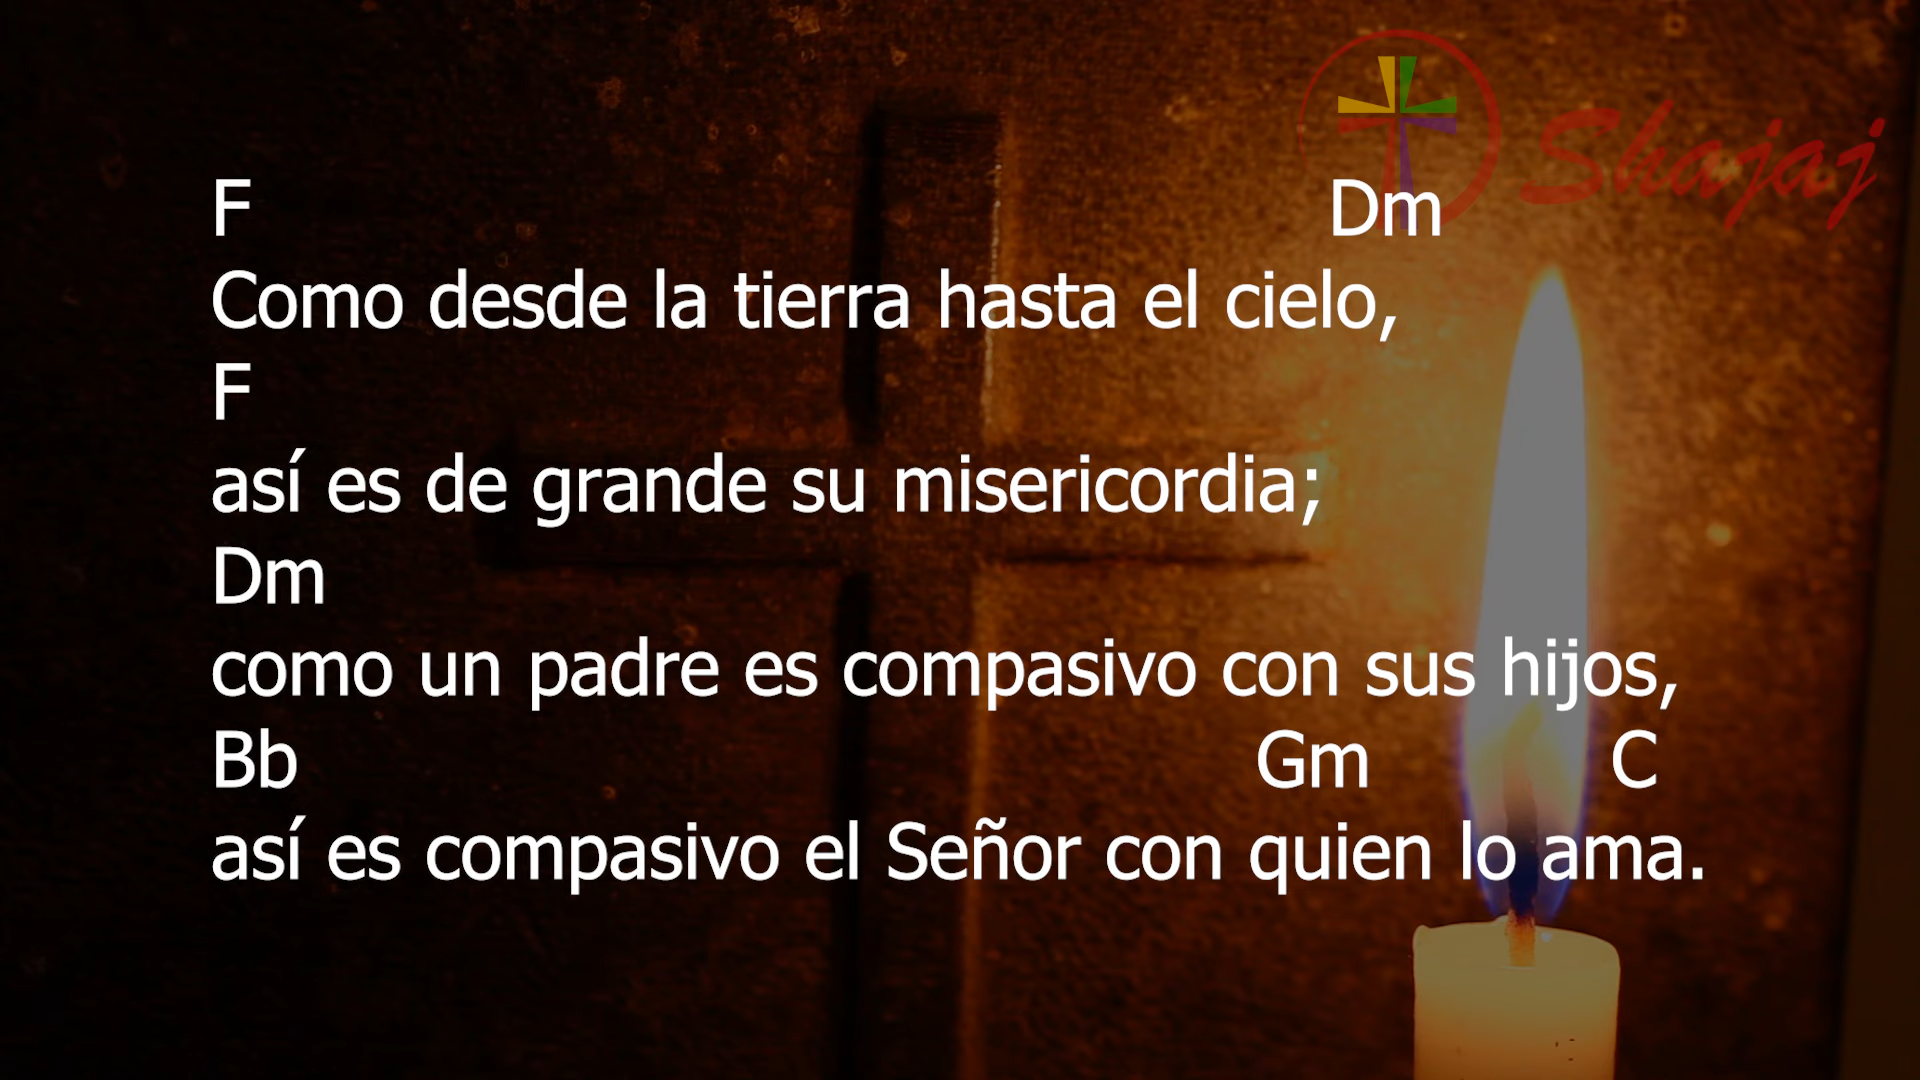 Shajaj
F Dm
Como desde la tierra hasta el cielo,
F
así es de grande su misericordia;
Dm
como un padre es compasivo con sus hijos,
Bb Gm C
así es compasivo el Señor con quien lo ama.